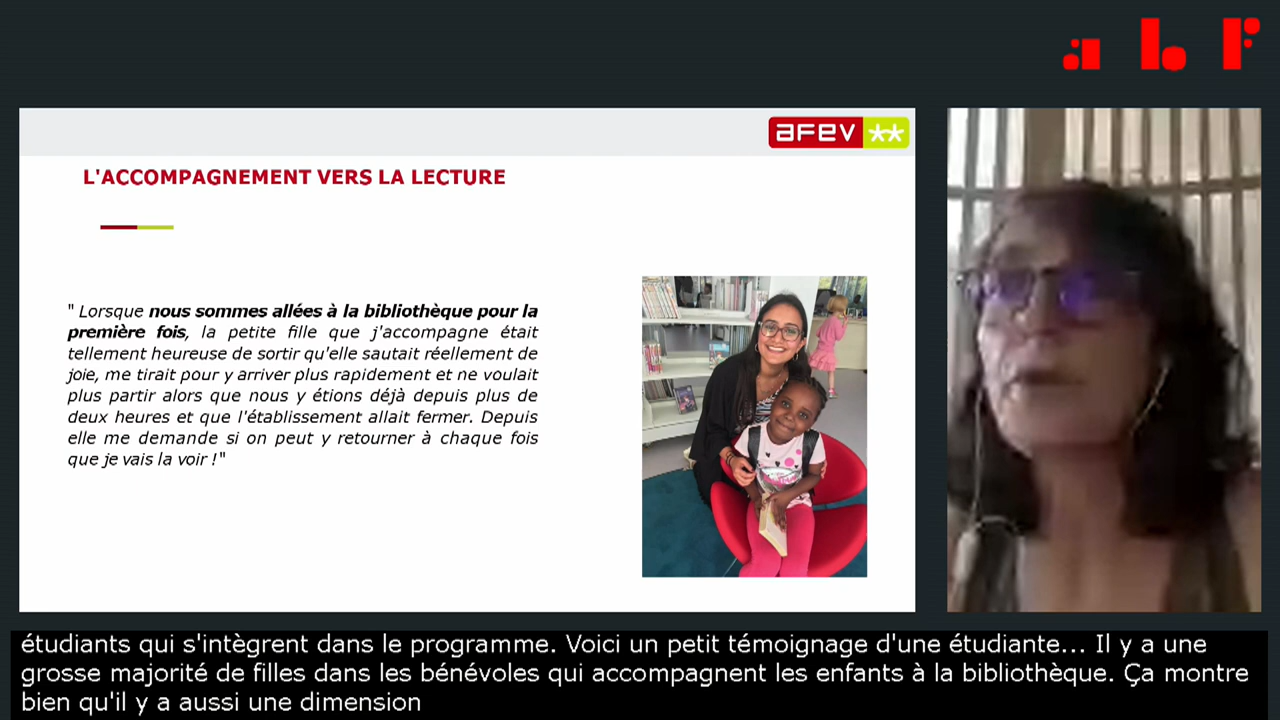 abf
afev
L'ACCOMPAGNEMENT VERS LA LECTURE
" Lorsque nous sommes allées à la bibliothèque pour la
première fois, la petite fille que j'accompagne était
tellement heureuse de sortir qu'elle sautait réellement de
joie, me tirait pour y arriver plus rapidement et ne voulait
plus partir alors que nous y étions déjà depuis plus de
deux heures et que l'établissement allait fermer. Depuis
elle me demande si on peut y retourner à chaque fois
que je vais la voir !"
étudiants qui s'intègrent dans le programme. Voici un petit témoignage d'une étudiante... Il y a une
grosse majorité de filles dans les bénévoles qui accompagnent les enfants à la bibliothèque. Ça montre
bien qu'il y a aussi une dimension